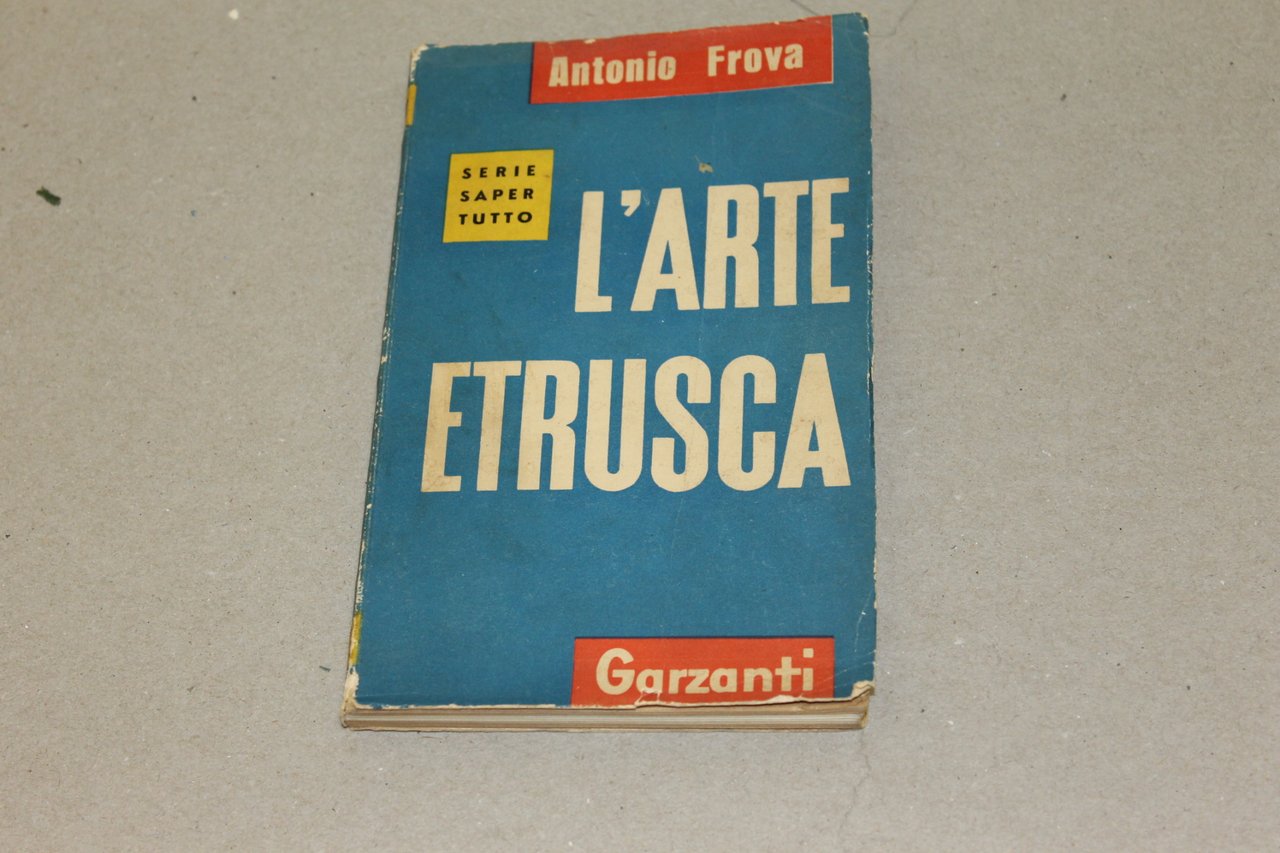 Antonio Frova
SERIE
SAPER
TUTTO
L'ARTE
ETRUSCA
Garzanti